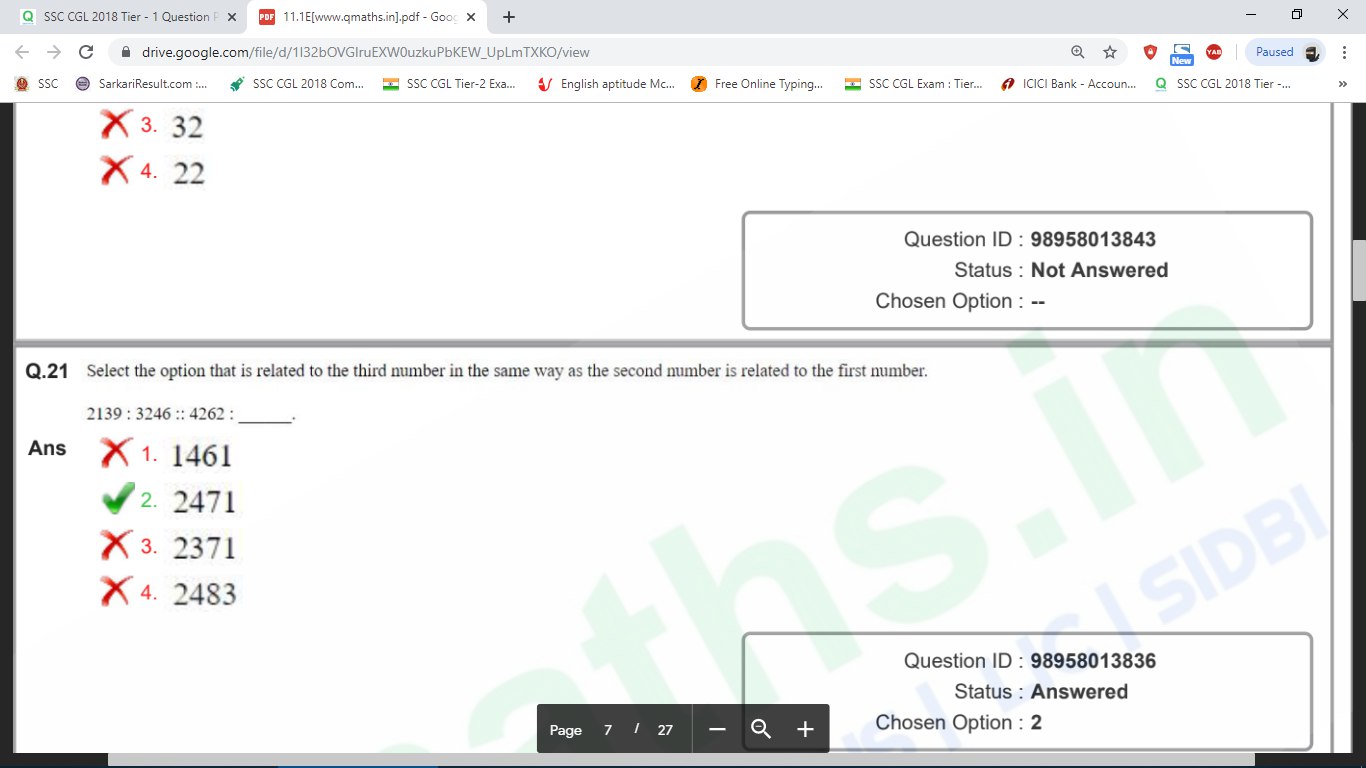 SSC CGL 2018 Tier - 1 Question P
PDF 11.1E[www.qmaths.in].pdf - Goog
drive.google.com/file/d/1I32bOVGIruEXW0uzkuPbKEW_UpLmTXKO/view
New
YAB
Paused
SSC
SarkariResult.com :...
SSC CGL 2018 Com...
SSC CGL Tier-2 Exa...
English aptitude Mc...
Free Online Typing...
SSC CGL Exam : Tier...
ICICI Bank - Accoun...
SSC CGL 2018 Tier -...
»
3. 32
4. 22
Question ID : 98958013843
Status : Not Answered
Chosen Option : --
Q.21 Select the option that is related to the third number in the same way as the second number is related to the first number.
2139 : 3246 :: 4262 : ______.
Ans 1. 1461
2. 2471
3. 2371
4. 2483
Question ID : 98958013836
Status : Answered
Chosen Option : 2
Page 7 / 27
aths.in
LIC | SIDBI